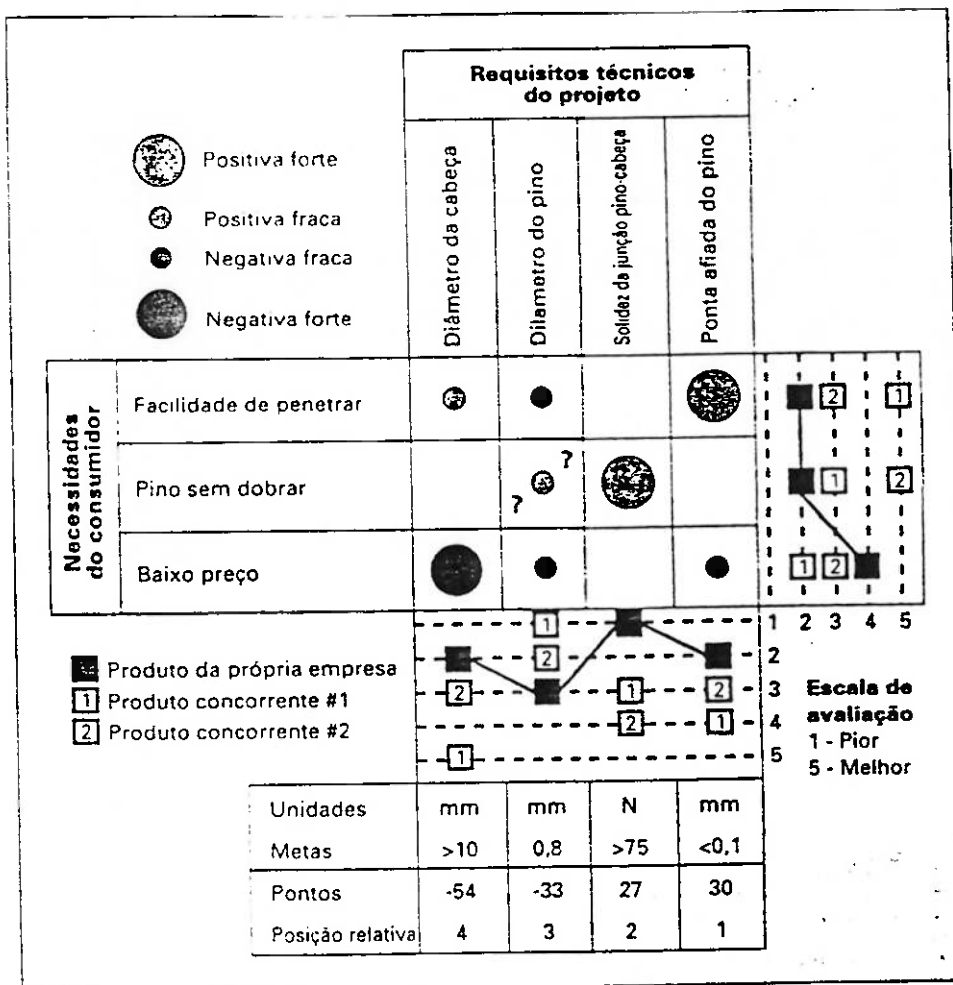 Requisitos técnicos
do projeto
Positiva forte
Positiva fraca
Negativa fraca
Negativa forte
Diâmetro da cabeça
Dilametro do pino
Solidez da junção pino-cabeça
Ponta afiada do pino
Necessidades
do consumidor
Facilidade de penetrar
2 1
Pino sem dobrar
? ?
1 2
Baixo preço
1 2
1 2 3 4 5
1
2
3
4
5
Produto da própria empresa
1 Produto concorrente #1
2 Produto concorrente #2
1
2
2 1 2
2 1
1
Escala de
avaliação
1 - Pior
5 - Melhor
Unidades mm mm N mm
Metas >10 0,8 >75 <0,1
Pontos -54 -33 27 30
Posição relativa 4 3 2 1